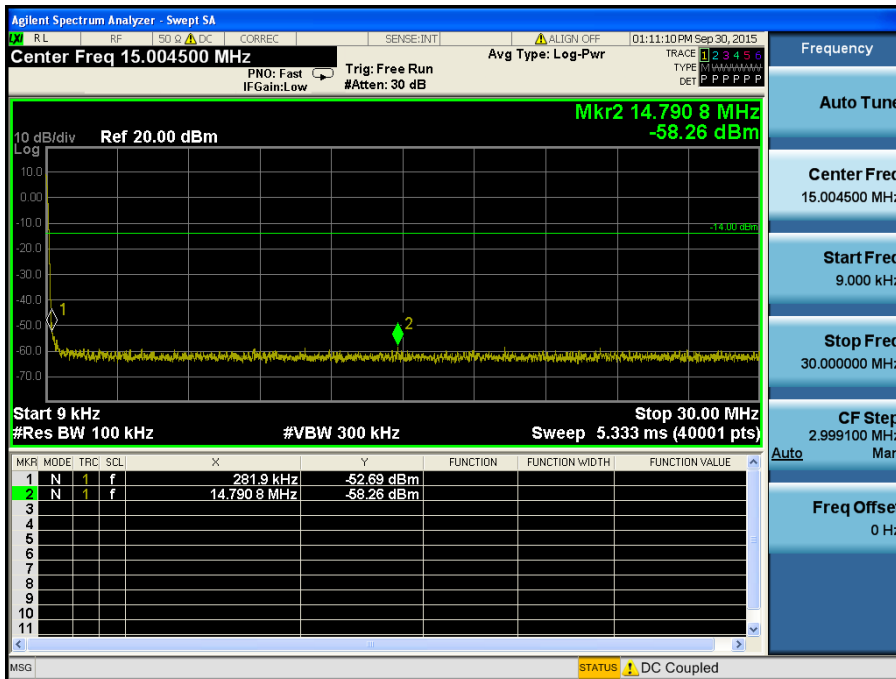 Agilent Spectrum Analyzer - Swept SA
LXI RL RF 50 Ω DC CORREC SENSE:INT ALIGN OFF 01:11:10 PM Sep 30, 2015
Center Freq 15.004500 MHz
PNO: Fast
IFGain:Low
Trig: Free Run
#Atten: 30 dB
Avg Type: Log-Pwr
TRACE 1 2 3 4 5 6
TYPE M WWWWW
DET P P P P P P
Mkr2 14.790 8 MHz
-58.26 dBm
10 dB/div Ref 20.00 dBm
Log
10.0
0.00
-10.0
-14.00 dBm
-20.0
-30.0
-40.0
-50.0
-60.0
-70.0
1
2
Start 9 kHz Stop 30.00 MHz
#Res BW 100 kHz #VBW 300 kHz Sweep 5.333 ms (40001 pts)
MKR MODE TRC SCL X Y FUNCTION FUNCTION WIDTH FUNCTION VALUE
1 N 1 f 281.9 kHz -52.69 dBm
2 N 1 f 14.790 8 MHz -58.26 dBm
3
4
5
6
7
8
9
10
11
MSG STATUS DC Coupled
Frequency
Auto Tune
Center Freq
15.004500 MHz
Start Freq
9.000 kHz
Stop Freq
30.000000 MHz
CF Step
2.999100 MHz
Auto Man
Freq Offset
0 Hz